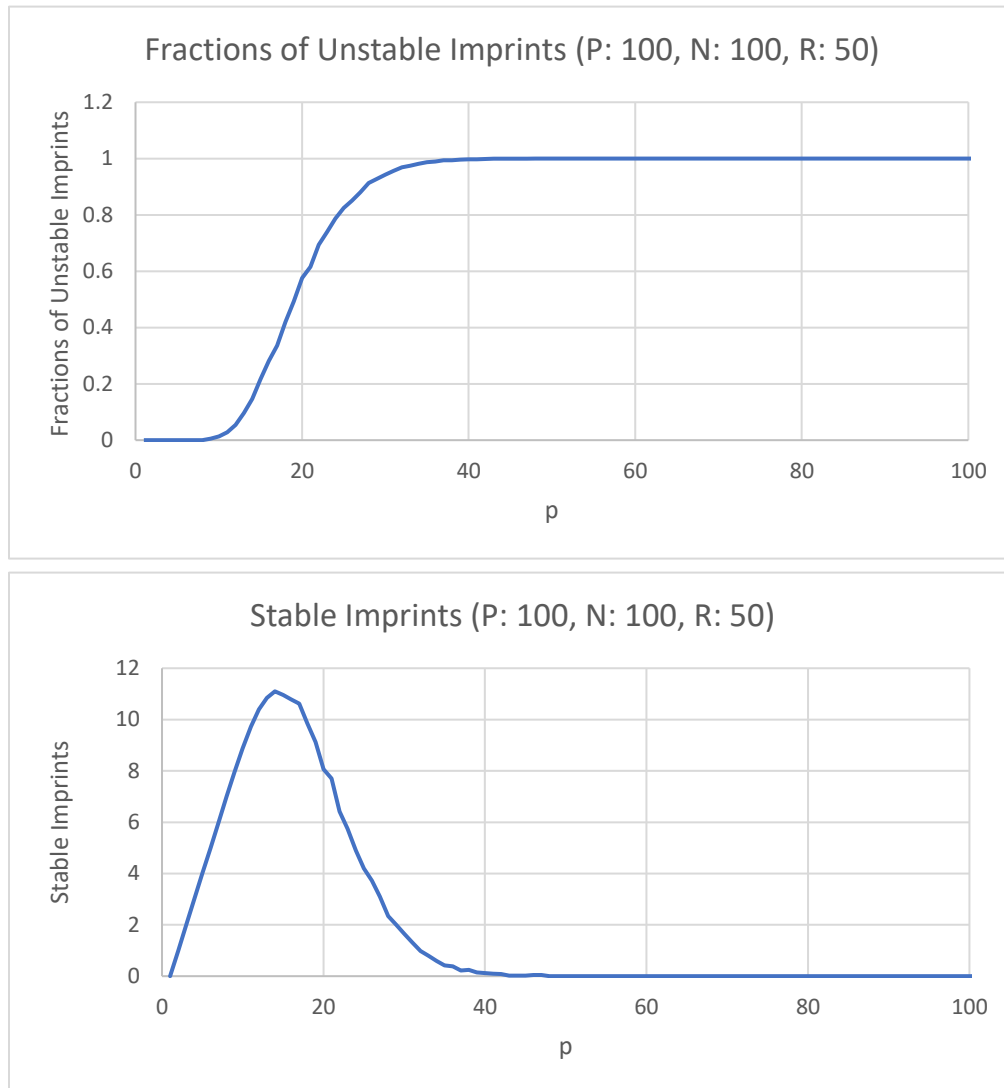 Fractions of Unstable Imprints (P: 100, N: 100, R: 50)
Fractions of Unstable Imprints
1.2
1
0.8
0.6
0.4
0.2
0
0 20 40 60 80 100
p
Stable Imprints (P: 100, N: 100, R: 50)
Stable Imprints
12
10
8
6
4
2
0
0 20 40 60 80 100
p